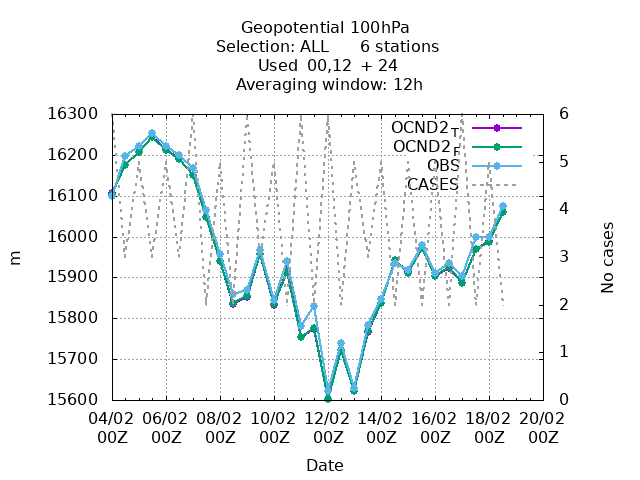 Geopotential 100hPa
Selection: ALL 6 stations
Used 00,12 + 24
Averaging window: 12h
16300
16200
16100
16000
15900
15800
15700
15600
m
6
5
4
3
2
1
0
No cases
OCND2_T
OCND2_F
OBS
CASES
04/02 06/02 08/02 10/02 12/02 14/02 16/02 18/02 20/02
00Z 00Z 00Z 00Z 00Z 00Z 00Z 00Z 00Z
Date